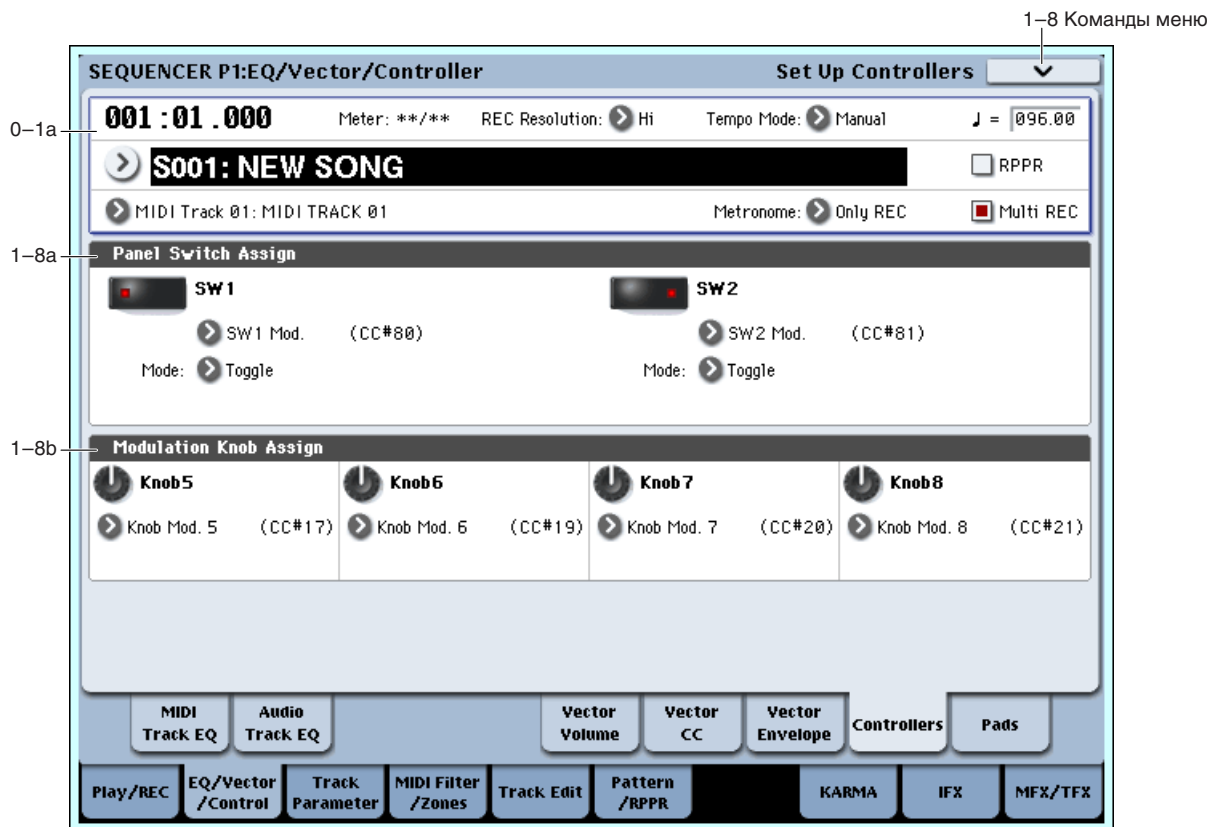 1–8 Команды меню
SEQUENCER P1:EQ/Vector/Controller Set Up Controllers
0–1a
001:01.000 Meter: **/** REC Resolution: Hi Tempo Mode: Manual ♩ = 096.00
S001: NEW SONG RPPR
MIDI Track 01: MIDI TRACK 01 Metronome: Only REC Multi REC
1–8a
Panel Switch Assign
SW1 SW2
SW1 Mod. (CC#80) SW2 Mod. (CC#81)
Mode: Toggle Mode: Toggle
1–8b
Modulation Knob Assign
Knob5 Knob6 Knob7 Knob8
Knob Mod. 5 (CC#17) Knob Mod. 6 (CC#19) Knob Mod. 7 (CC#20) Knob Mod. 8 (CC#21)
MIDI Track EQ
Audio Track EQ
Vector Volume
Vector CC
Vector Envelope
Controllers
Pads
Play/REC
EQ/Vector /Control
Track Parameter
MIDI Filter /Zones
Track Edit
Pattern /RPPR
KARMA
IFX
MFX/TFX